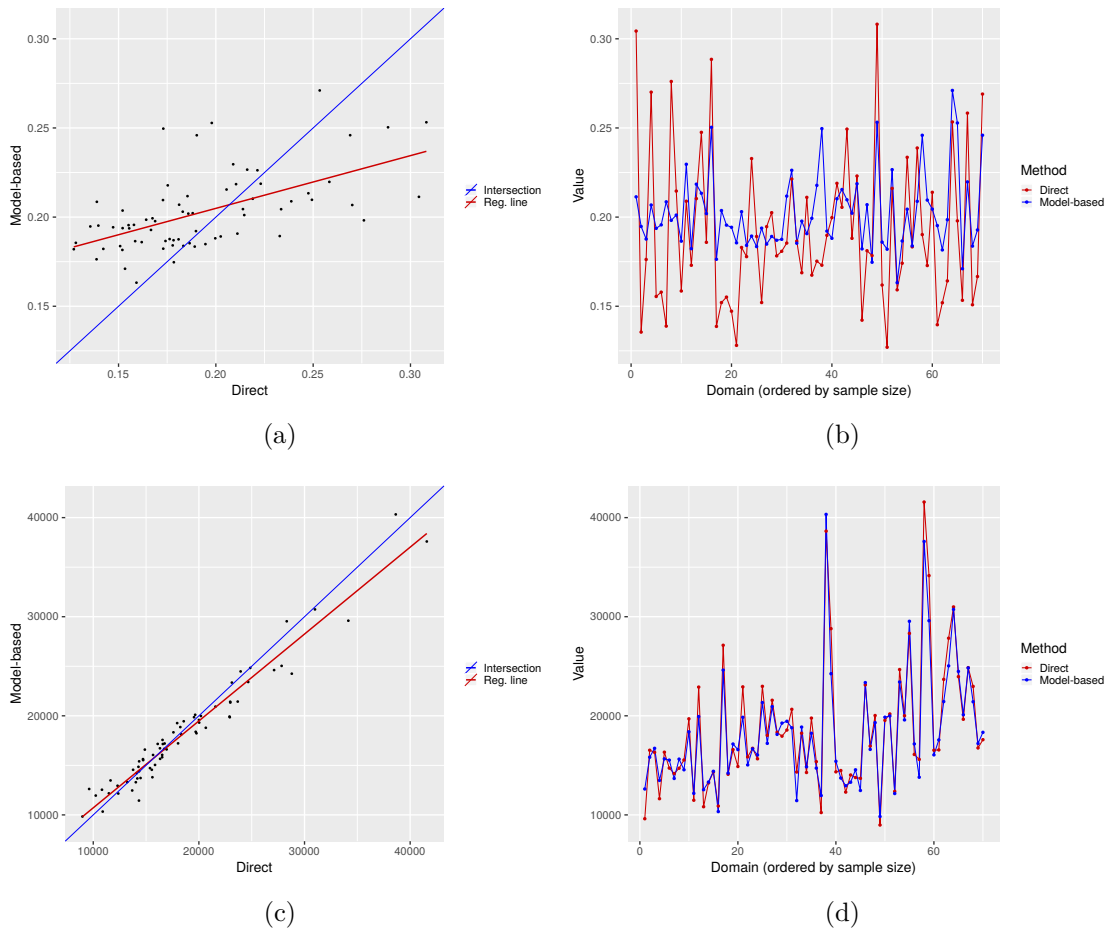 0.30
0.25
0.20
0.15
Model-based
0.15 0.20 0.25 0.30
Direct
Intersection
Reg. line
(a)
0.30
0.25
0.20
0.15
Value
0 20 40 60
Domain (ordered by sample size)
Method
Direct
Model-based
(b)
40000
30000
20000
10000
Model-based
10000 20000 30000 40000
Direct
Intersection
Reg. line
(c)
40000
30000
20000
10000
Value
0 20 40 60
Domain (ordered by sample size)
Method
Direct
Model-based
(d)